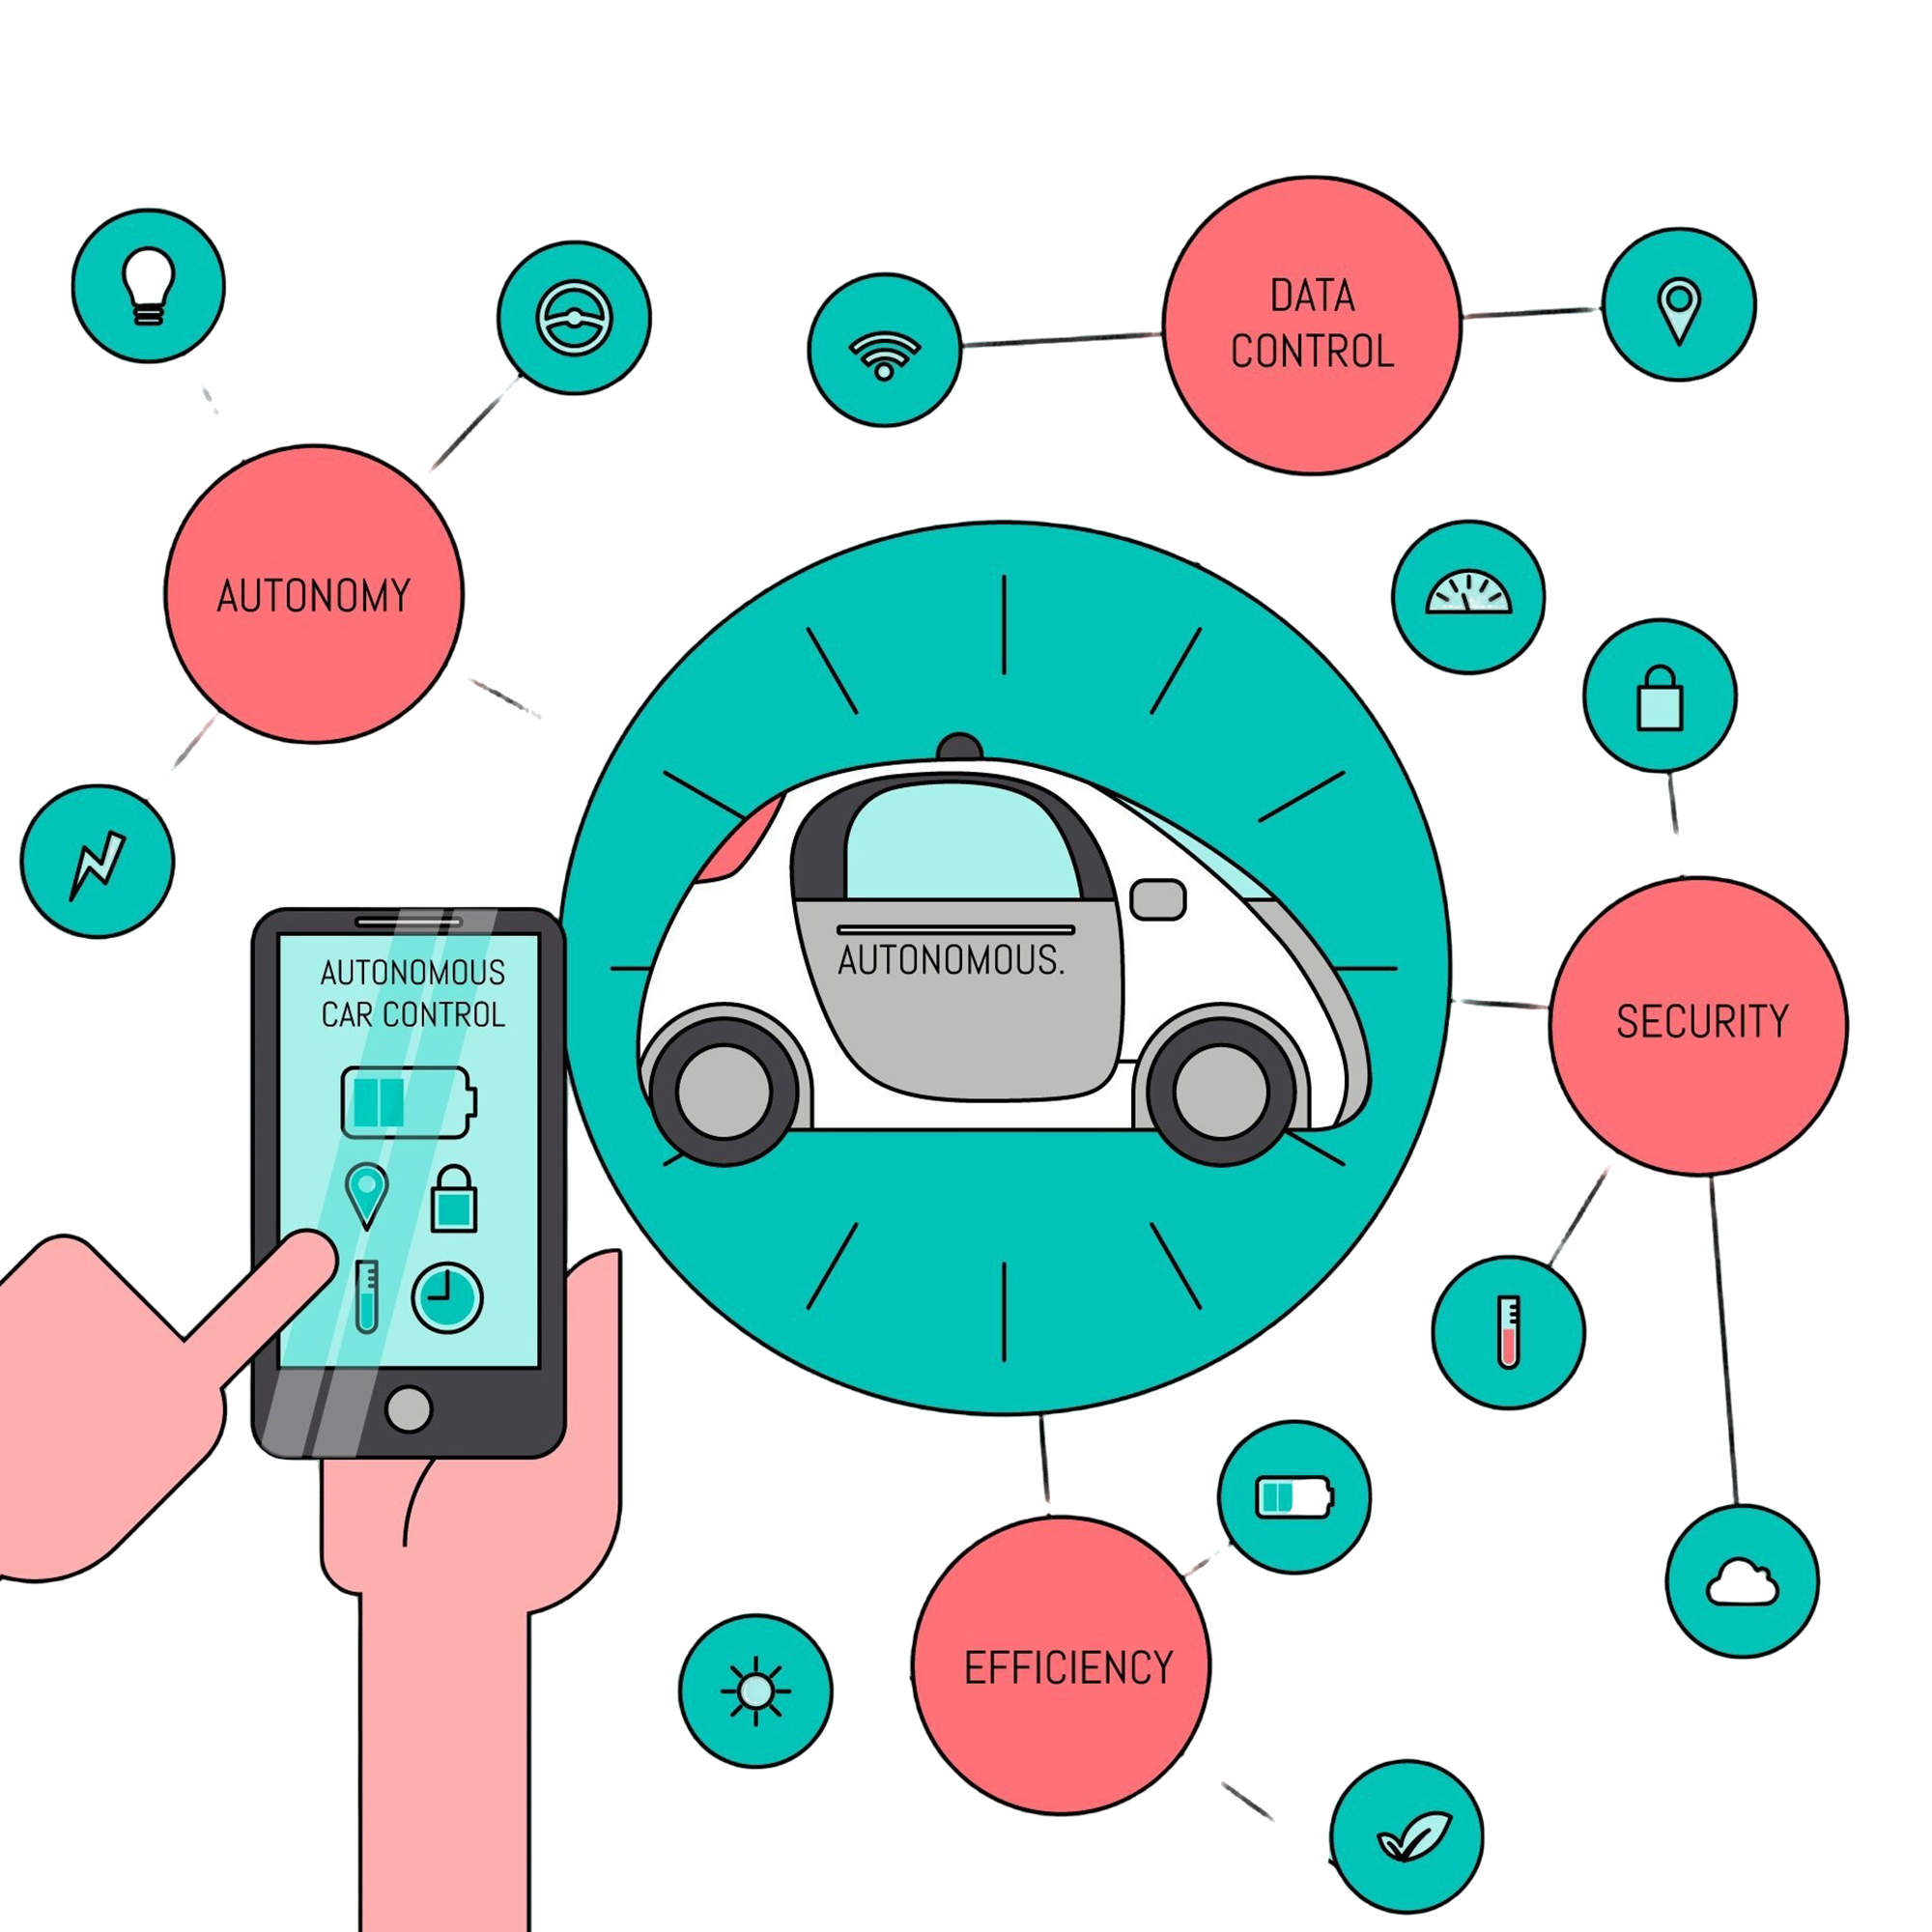 DATA
CONTROL
AUTONOMY
AUTONOMOUS.
AUTONOMOUS
CAR CONTROL
SECURITY
EFFICIENCY